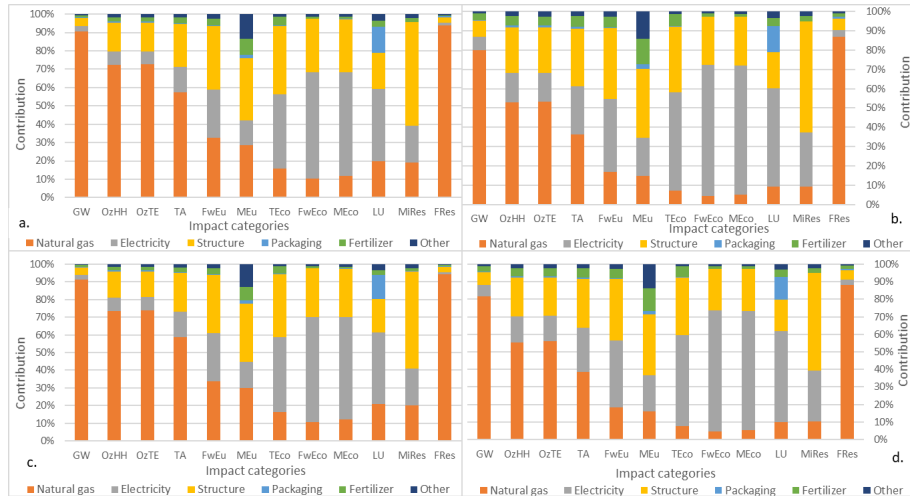 100%
90%
80%
70%
60%
50%
40%
30%
20%
10%
0%
Contribution
a.
GW OzHH OzTE TA FwEu MEu TEco FwEco MEco LU MiRes FRes
Impact categories
Natural gas Electricity Structure Packaging Fertilizer Other
100%
90%
80%
70%
60%
50%
40%
30%
20%
10%
0%
Contribution
b.
GW OzHH OzTE TA FwEu MEu TEco FwEco MEco LU MiRes FRes
Impact categories
Natural gas Electricity Structure Packaging Fertilizer Other
100%
90%
80%
70%
60%
50%
40%
30%
20%
10%
0%
Contribution
c.
GW OzHH OzTE TA FwEu MEu TEco FwEco MEco LU MiRes FRes
Impact categories
Natural gas Electricity Structure Packaging Fertilizer Other
100%
90%
80%
70%
60%
50%
40%
30%
20%
10%
0%
Contribution
d.
GW OzHH OzTE TA FwEu MEu TEco FwEco MEco LU MiRes FRes
Impact categories
Natural gas Electricity Structure Packaging Fertilizer Other